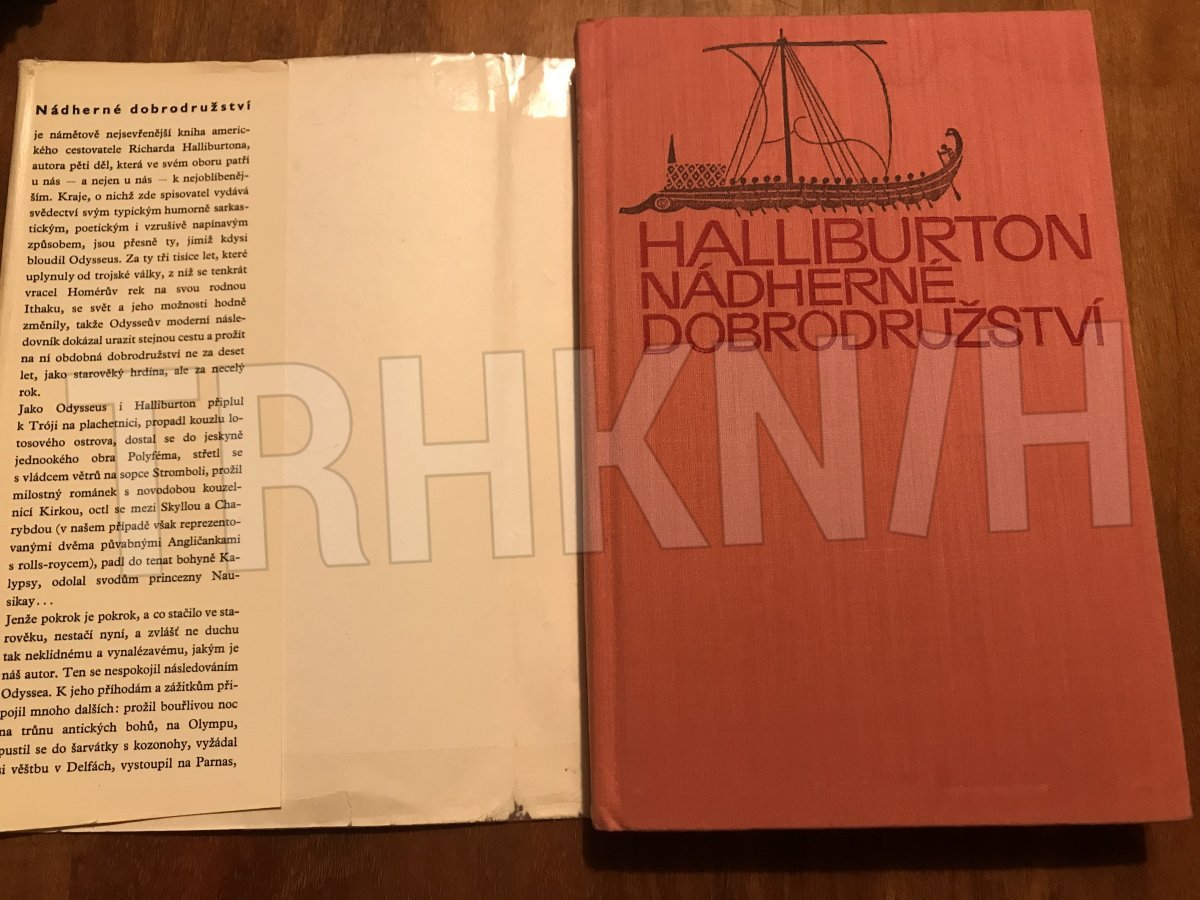 Nádherné dobrodružství
je námětově nejsevřenější kniha americ-
kého cestovatele Richarda Halliburtona,
autora pěti děl, která ve svém oboru patří
u nás — a nejen u nás — k nejoblíbeněj-
ším. Kraje, o nichž zde spisovatel vydává
svědectví svým typickým humorně sarkas-
tickým, poetickým i vzrušivě napínavým
způsobem, jsou přesně ty, jimiž kdysi
bloudil Odysseus. Za ty tři tisíce let, které
uplynuly od trojské války, z níž se tenkrát
vracel Homérův rek na svou rodnou
Ithaku, se svět a jeho možnosti hodně
změnily, takže Odysseův moderní násle-
dovník dokázal urazit stejnou cestu a prožít
na ní obdobná dobrodružství ne za deset
let, jako starověký hrdina, ale za necelý
rok.
Jako Odysseus i Halliburton připlul
k Tróji na plachetnici, propadl kouzlu lo-
tosového ostrova, dostal se do jeskyně
jednookého obra Polyféma, střetl se
s vládcem větrů na sopce Stromboli, prožil
milostný románek s novodobou kouzel-
nicí Kirkou, octl se mezi Skyllou a Cha-
rybdou (v našem případě však reprezento-
vanými dvěma půvabnými Angličankami
s rolls-roycem), padl do tenat bohyně Ka-
lypsy, odolal svodům princezny Nau-
sikay...
Jenže pokrok je pokrok, a co stačilo ve sta-
rověku, nestačí nyní, a zvlášť ne duchu
tak neklidnému a vynalézavému, jakým je
náš autor. Ten se nespokojil následováním
Odyssea. K jeho příhodám a zážitkům při-
pojil mnoho dalších: prožil bouřlivou noc
na trůnu antických bohů, na Olympu,
pustil se do šarvátky s kozonohy, vyžádal
si věštbu v Delfách, vystoupil na Parnas,
HALLIBURTON
NÁDHERNÉ
DOBRODRUŽSTVÍ
TRHKNIH